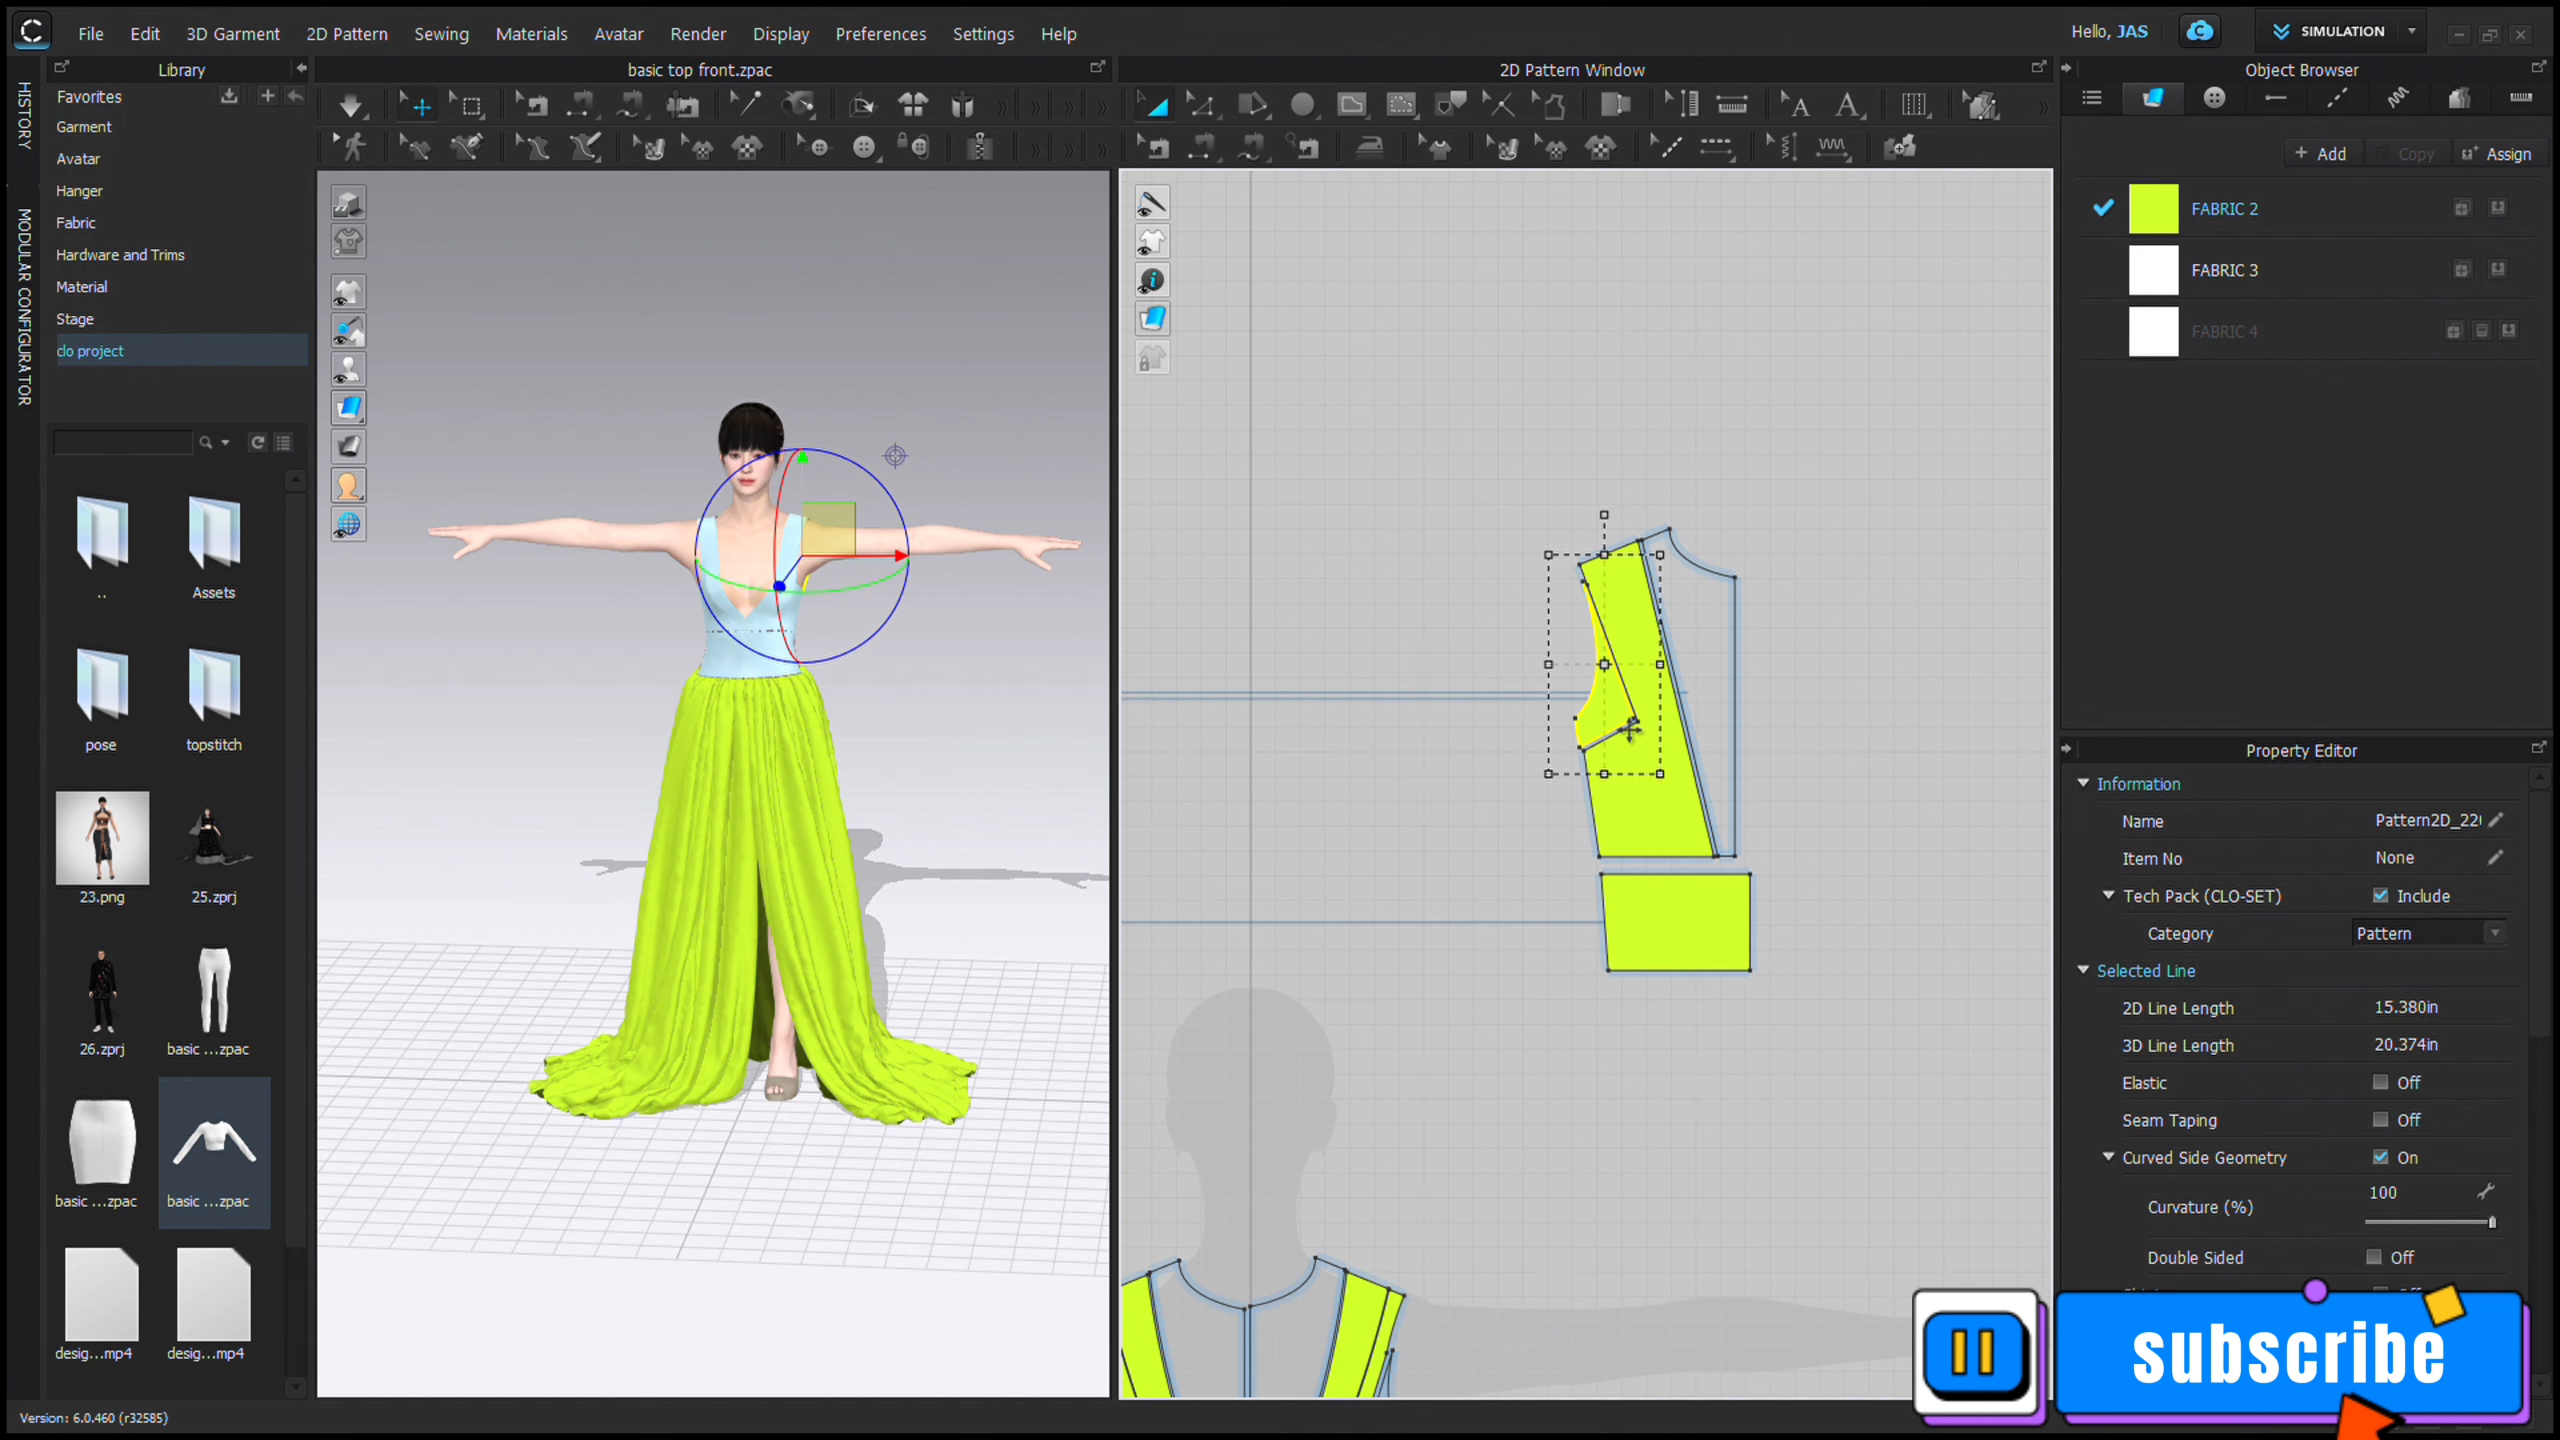 File Edit 3D Garment 2D Pattern Sewing Materials Avatar Render Display Preferences Settings Help
Hello, JAS
SIMULATION
HISTORY
MODULAR CONFIGURATOR
Library
Favorites
Garment
Avatar
Hanger
Fabric
Hardware and Trims
Material
Stage
clo project
..
Assets
pose
topstitch
23.png
25.zprj
26.zprj
basic ...zpac
basic ...zpac
basic ...zpac
desig...mp4
desig...mp4
Version: 6.0.460 (r32585)
basic top front.zpac
2D Pattern Window
Object Browser
+ Add
Copy
Assign
FABRIC 2
FABRIC 3
FABRIC 4
Property Editor
Information
Name Pattern2D_22
Item No None
Tech Pack (CLO-SET) Include
Category Pattern
Selected Line
2D Line Length 15.380in
3D Line Length 20.374in
Elastic Off
Seam Taping Off
Curved Side Geometry On
Curvature (%) 100
Double Sided Off
subscribe